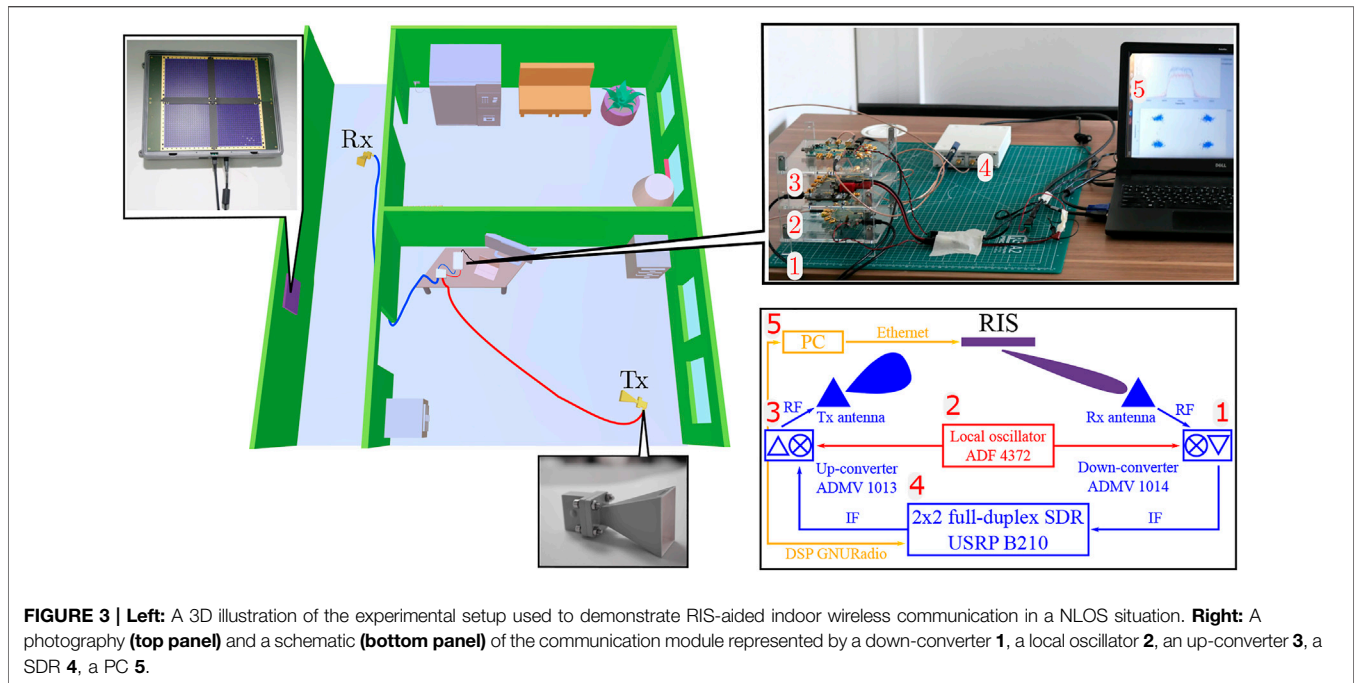 Rx
Tx
3
2
1
4
5
DELL
5
PC
Ethernet
RIS
3
RF
Tx antenna
2
Rx antenna
RF
1
Local oscillator
ADF 4372
Up-converter
ADMV 1013
Down-converter
ADMV 1014
4
IF
2x2 full-duplex SDR
USRP B210
IF
DSP GNURadio
FIGURE 3 | Left: A 3D illustration of the experimental setup used to demonstrate RIS-aided indoor wireless communication in a NLOS situation. Right: A
photography (top panel) and a schematic (bottom panel) of the communication module represented by a down-converter 1, a local oscillator 2, an up-converter 3, a
SDR 4, a PC 5.